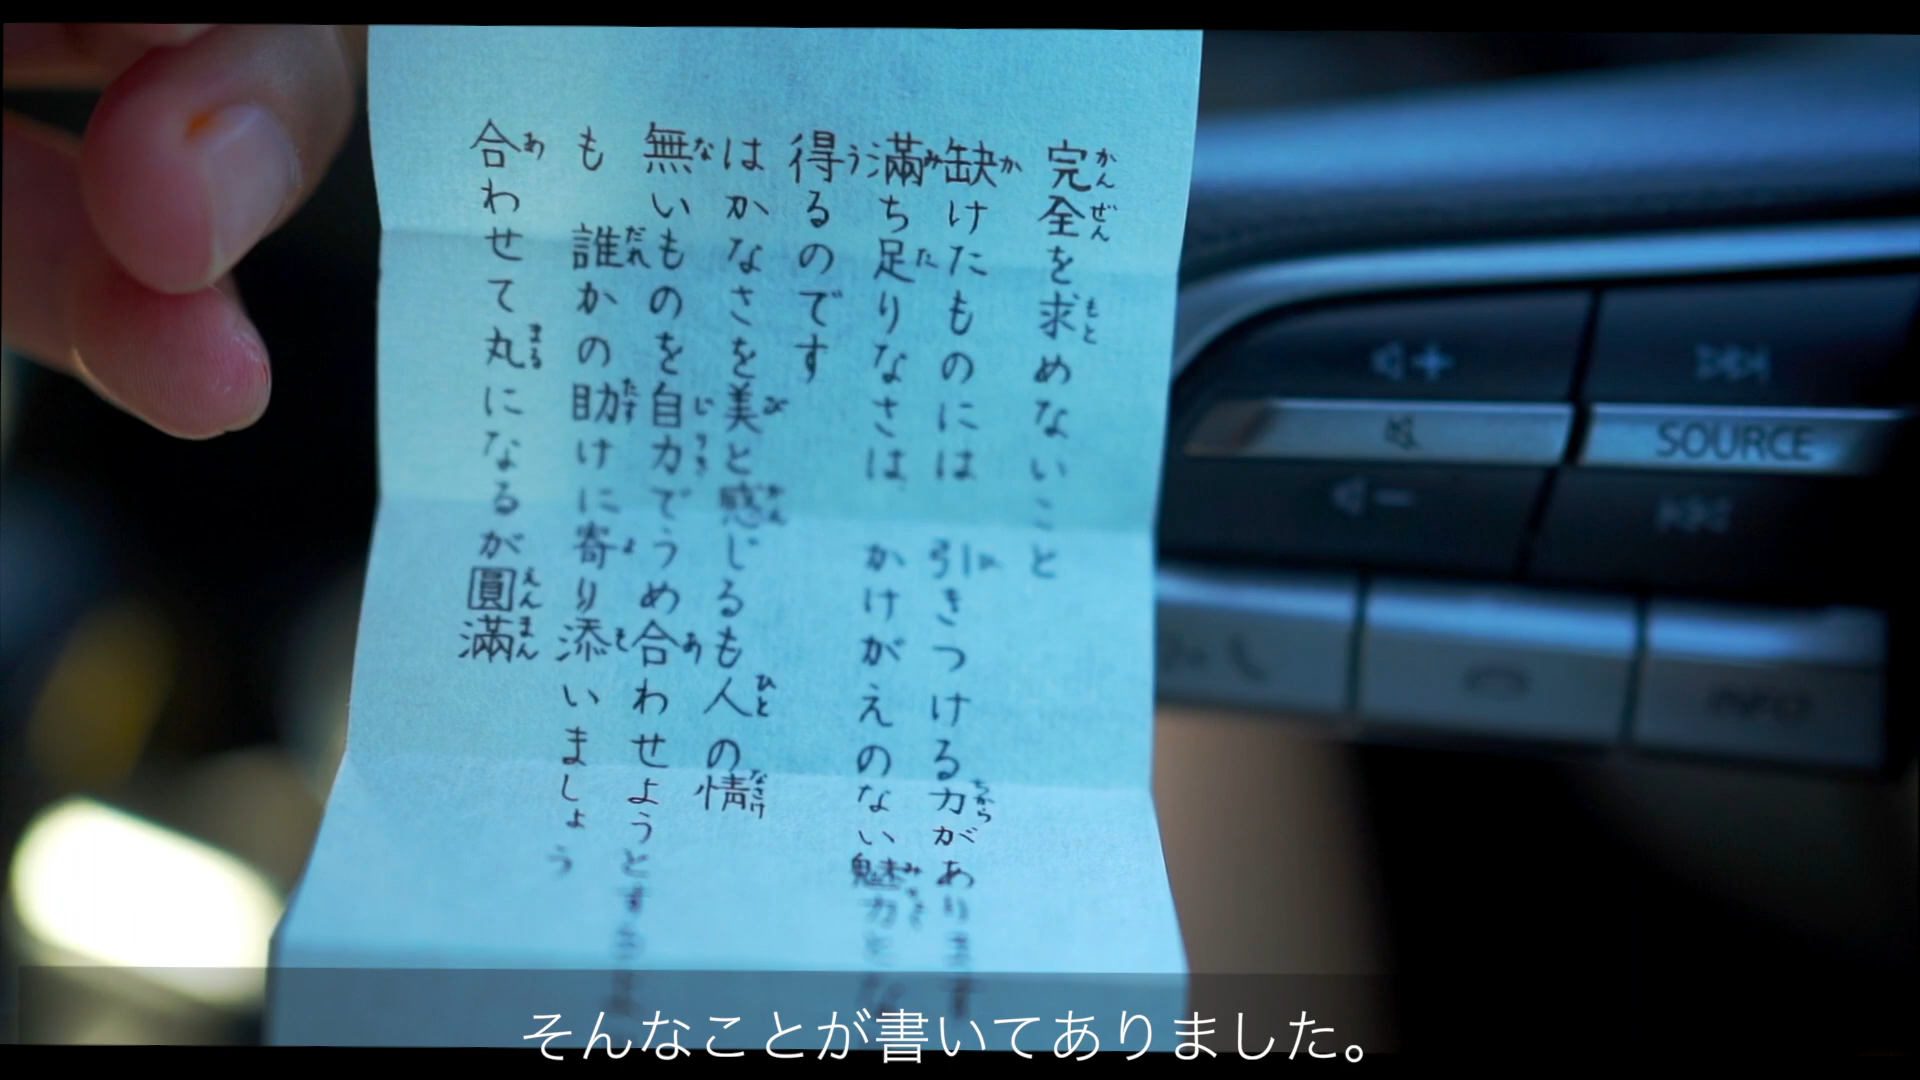 完全を求めないこと
欠けたものには 引きつける力があります
満ち足りなさは かけがえのない魅力とな
得るのです
はかなさを美と感じるも人の情
無いものを自力でうめ合わせようとする
も 誰かの助けに寄り添いましょう
合わせて丸になるが圓満
SOURCE
INFO
そんなことが書いてありました。